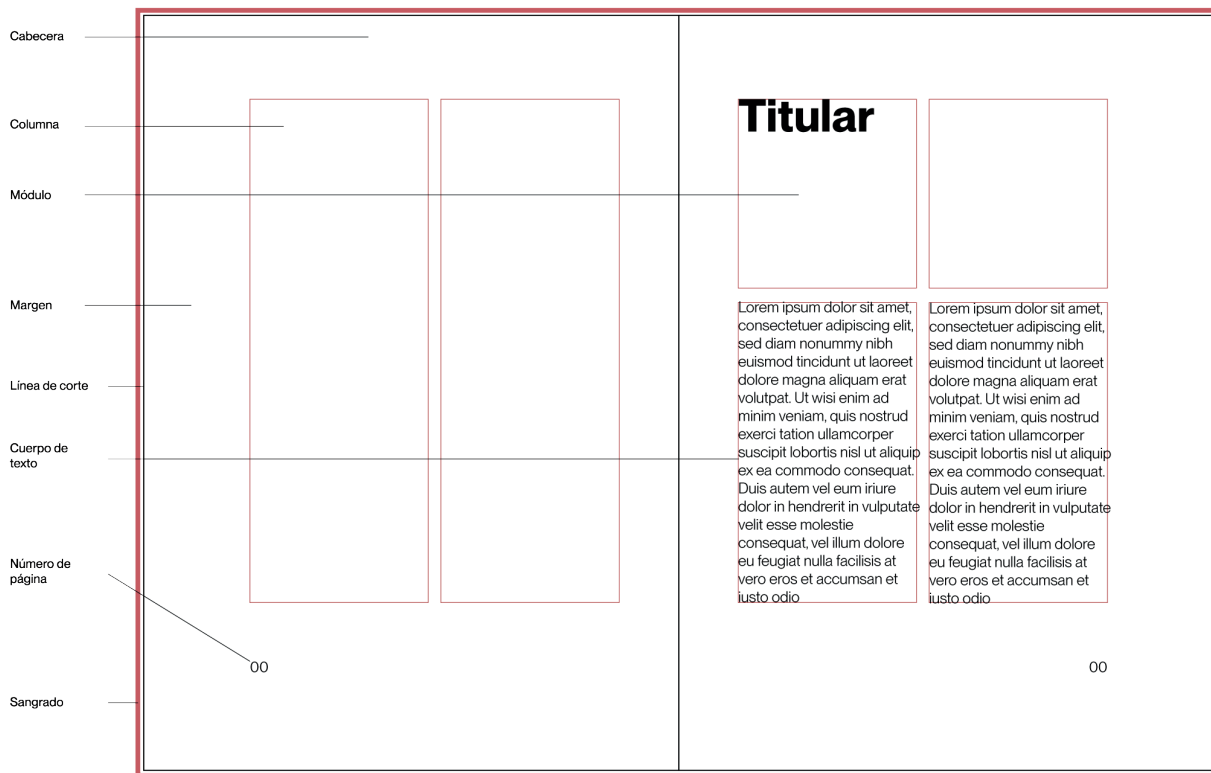 Cabecera
Columna
Módulo
Margen
Línea de corte
Cuerpo de
texto
Número de
página
Sangrado
00
Titular
Lorem ipsum dolor sit amet,
consectetuer adipiscing elit,
sed diam nonummy nibh
euismod tincidunt ut laoreet
dolore magna aliquam erat
volutpat. Ut wisi enim ad
minim veniam, quis nostrud
exerci tation ullamcorper
suscipit lobortis nisl ut aliquip
ex ea commodo consequat.
Duis autem vel eum iriure
dolor in hendrerit in vulputate
velit esse molestie
consequat, vel illum dolore
eu feugiat nulla facilisis at
vero eros et accumsan et
iusto odio
Lorem ipsum dolor sit amet,
consectetuer adipiscing elit,
sed diam nonummy nibh
euismod tincidunt ut laoreet
dolore magna aliquam erat
volutpat. Ut wisi enim ad
minim veniam, quis nostrud
exerci tation ullamcorper
suscipit lobortis nisl ut aliquip
ex ea commodo consequat.
Duis autem vel eum iriure
dolor in hendrerit in vulputate
velit esse molestie
consequat, vel illum dolore
eu feugiat nulla facilisis at
vero eros et accumsan et
iusto odio
00